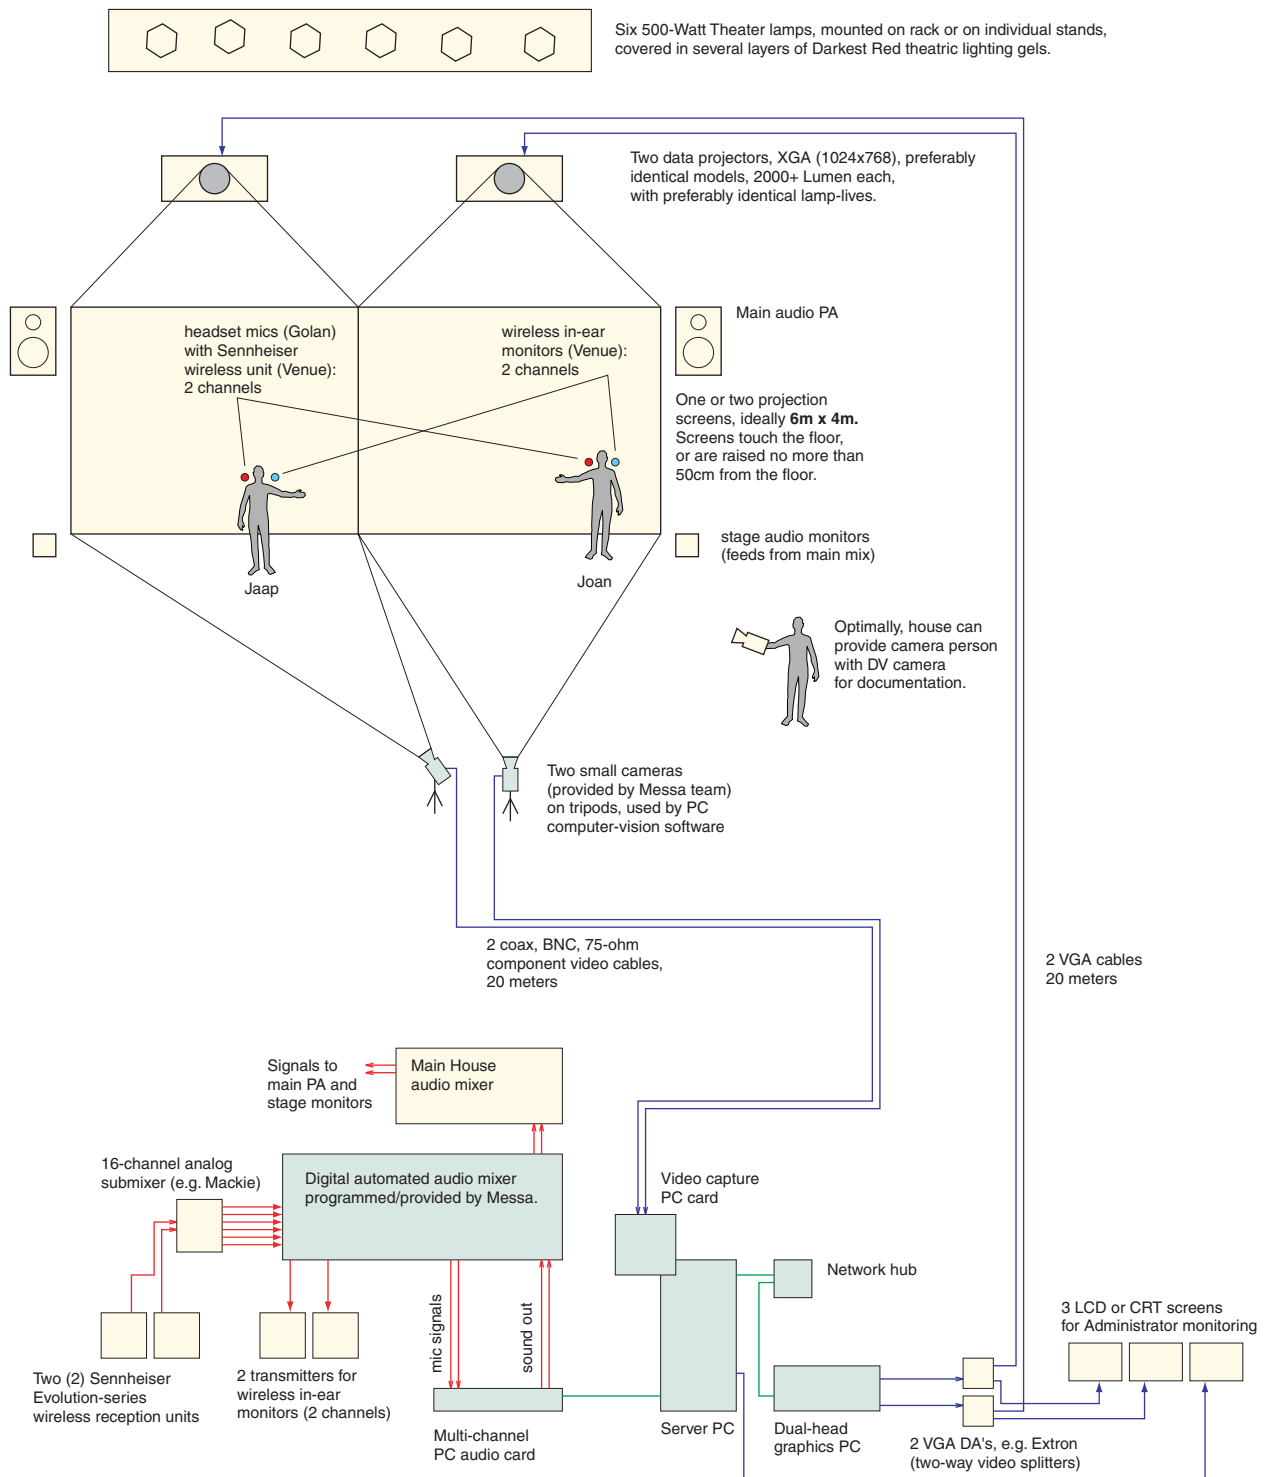 Six 500-Watt Theater lamps, mounted on rack or on individual stands,
covered in several layers of Darkest Red theatric lighting gels.
Two data projectors, XGA (1024x768), preferably
identical models, 2000+ Lumen each,
with preferably identical lamp-lives.
headset mics (Golan)
with Sennheiser
wireless unit (Venue):
2 channels
wireless in-ear
monitors (Venue):
2 channels
Main audio PA
One or two projection
screens, ideally 6m x 4m.
Screens touch the floor,
or are raised no more than
50cm from the floor.
stage audio monitors
(feeds from main mix)
Jaap
Joan
Optimally, house can
provide camera person
with DV camera
for documentation.
Two small cameras
(provided by Messa team)
on tripods, used by PC
computer-vision software
2 coax, BNC, 75-ohm
component video cables,
20 meters
2 VGA cables
20 meters
Signals to
main PA and
stage monitors
Main House
audio mixer
16-channel analog
submixer (e.g. Mackie)
Digital automated audio mixer
programmed/provided by Messa.
Video capture
PC card
Network hub
mic signals
sound out
3 LCD or CRT screens
for Administrator monitoring
Two (2) Sennheiser
Evolution-series
wireless reception units
2 transmitters for
wireless in-ear
monitors (2 channels)
Multi-channel
PC audio card
Server PC
Dual-head
graphics PC
2 VGA DA's, e.g. Extron
(two-way video splitters)